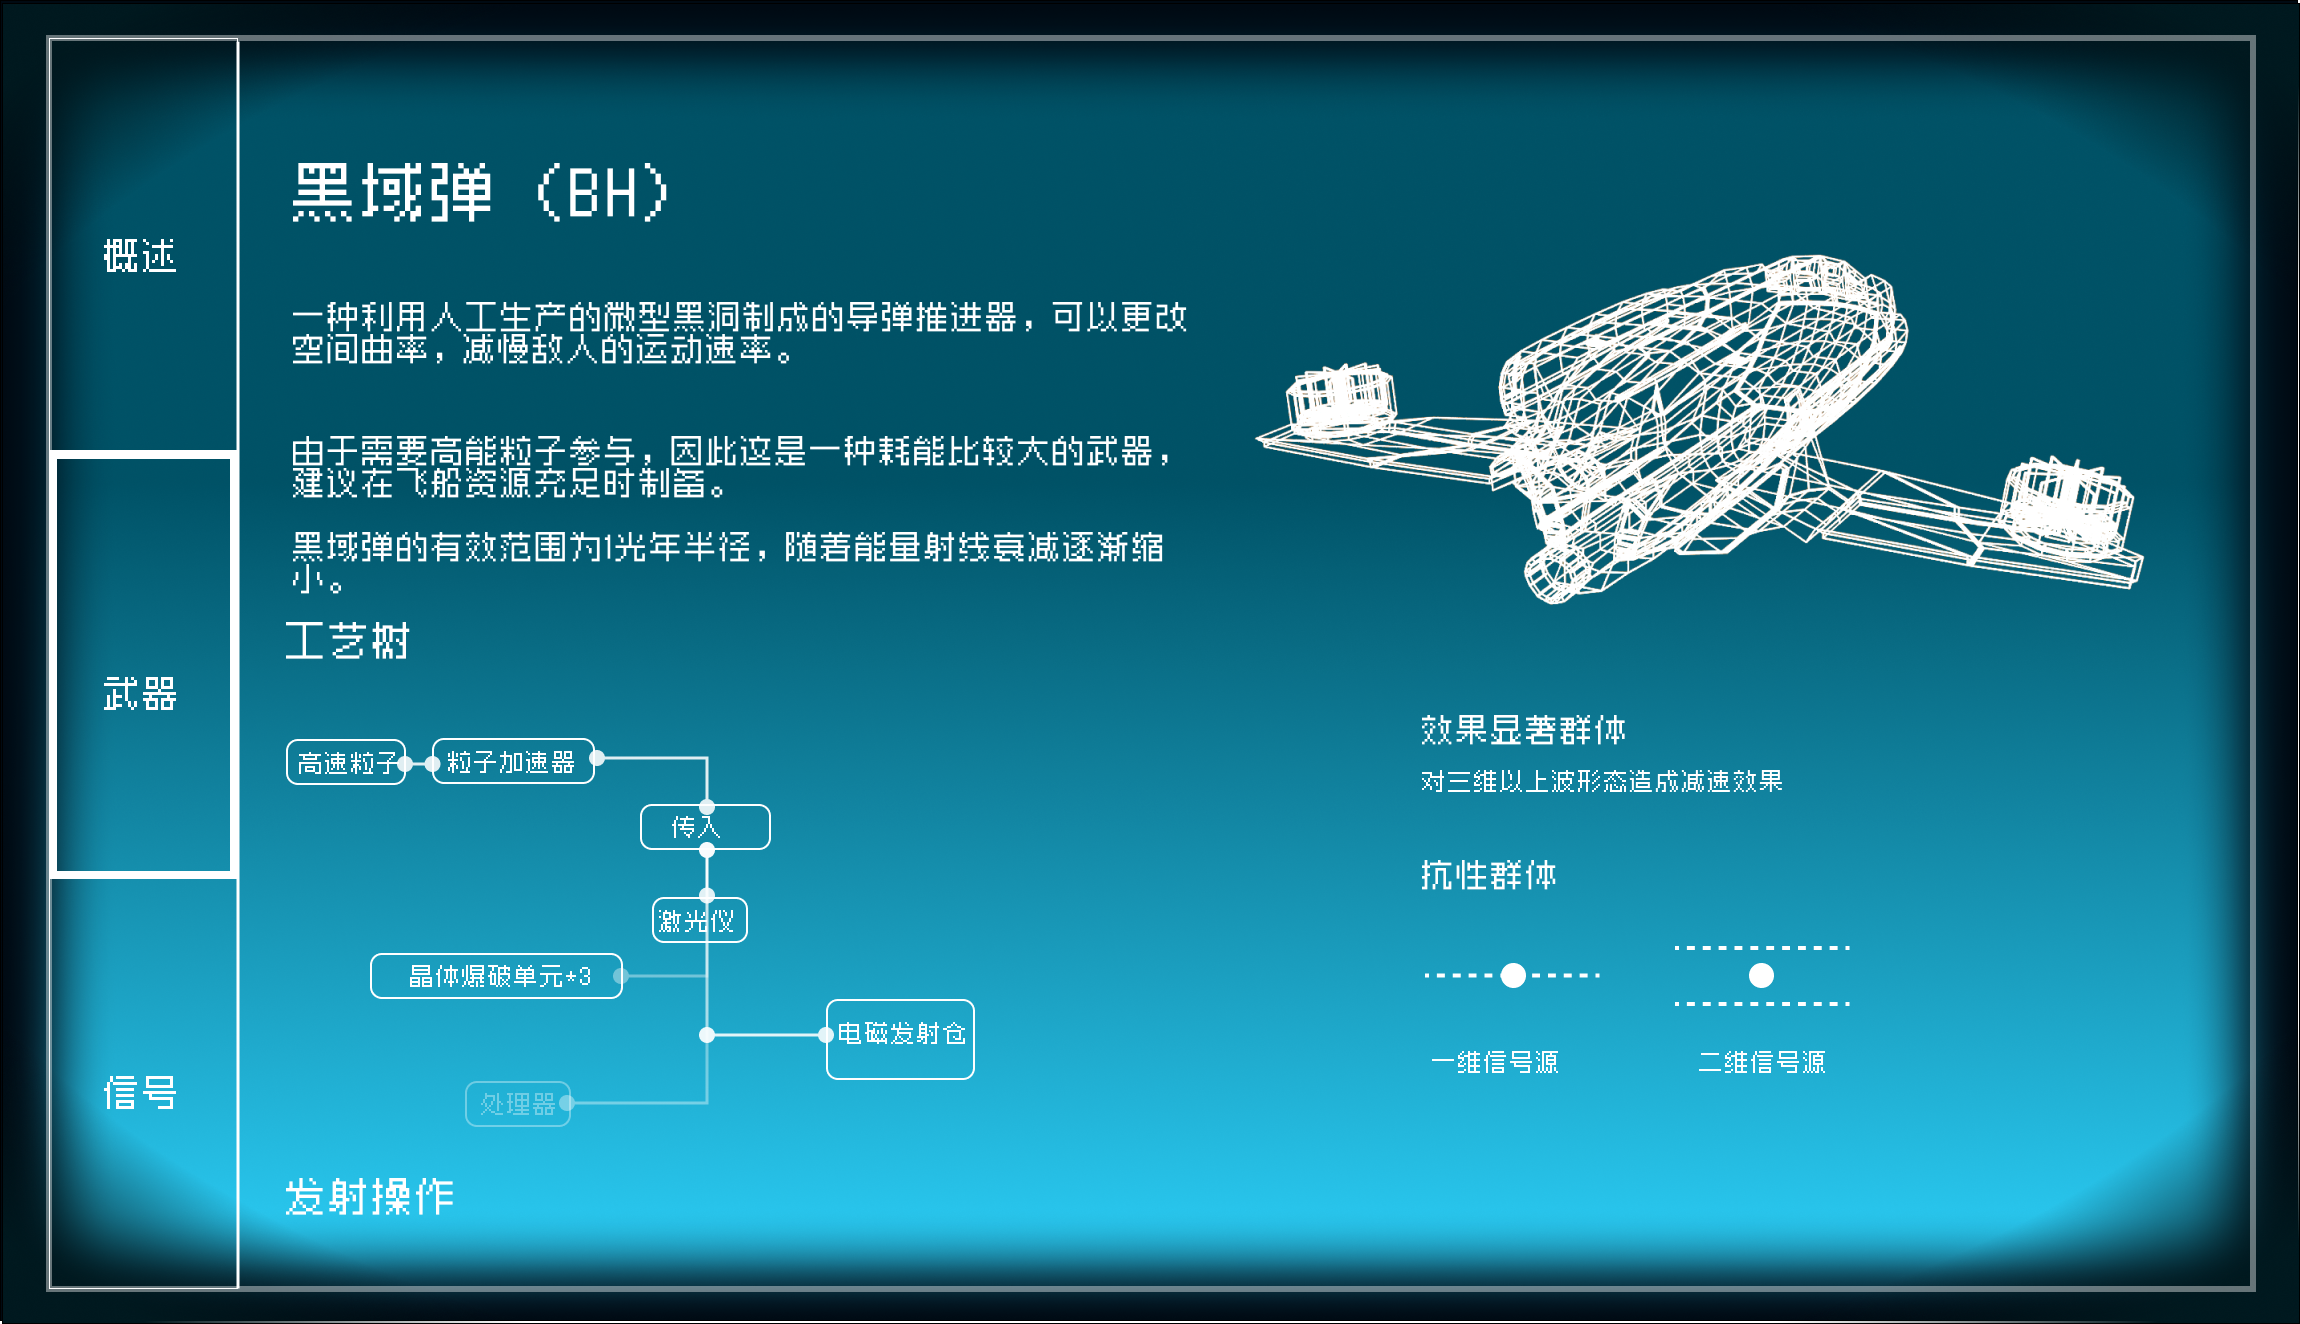 概述
武器
信号
黑域弹（BH）
一种利用人工生产的微型黑洞制成的导弹推进器，可以更改
空间曲率，减慢敌人的运动速率。
由于需要高能粒子参与，因此这是一种耗能比较大的武器，
建议在飞船资源充足时制备。
黑域弹的有效范围为1光年半径，随着能量射线衰减逐渐缩
小。
工艺树
高速粒子
粒子加速器
传入
激光仪
晶体爆破单元*3
电磁发射仓
处理器
发射操作
效果显著群体
对三维以上波形态造成减速效果
抗性群体
一维信号源
二维信号源